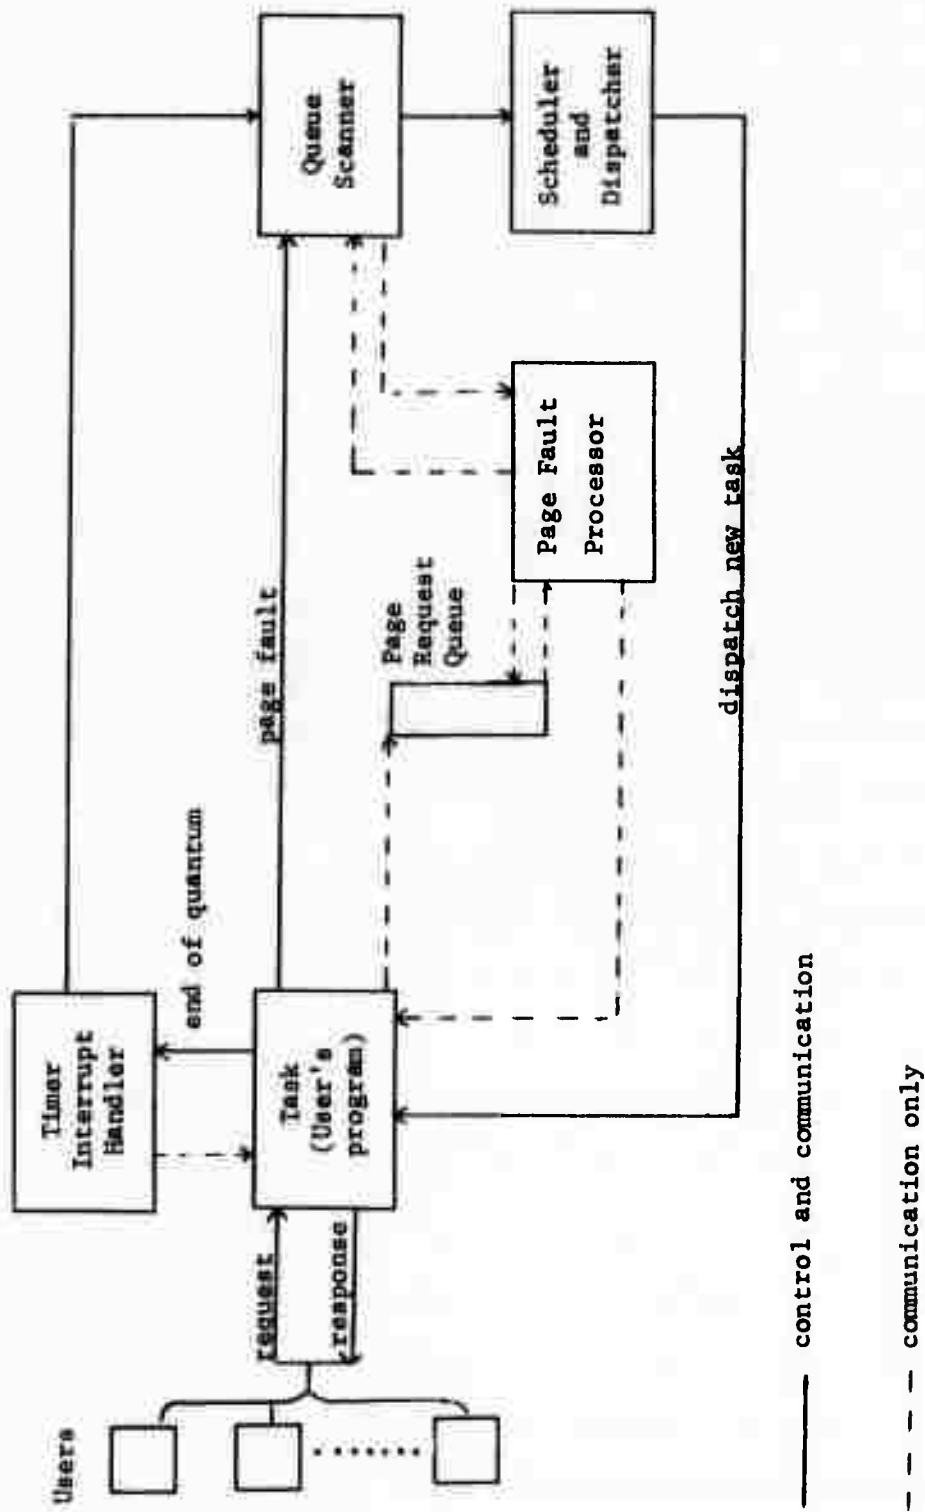 Users
request
response
Timer
Interrupt
Handler
end of quantum
Task
(User's
program)
page fault
Page
Request
Queue
Page Fault
Processor
Queue
Scanner
Scheduler
and
Dispatcher
dispatch new task
control and communication
communication only